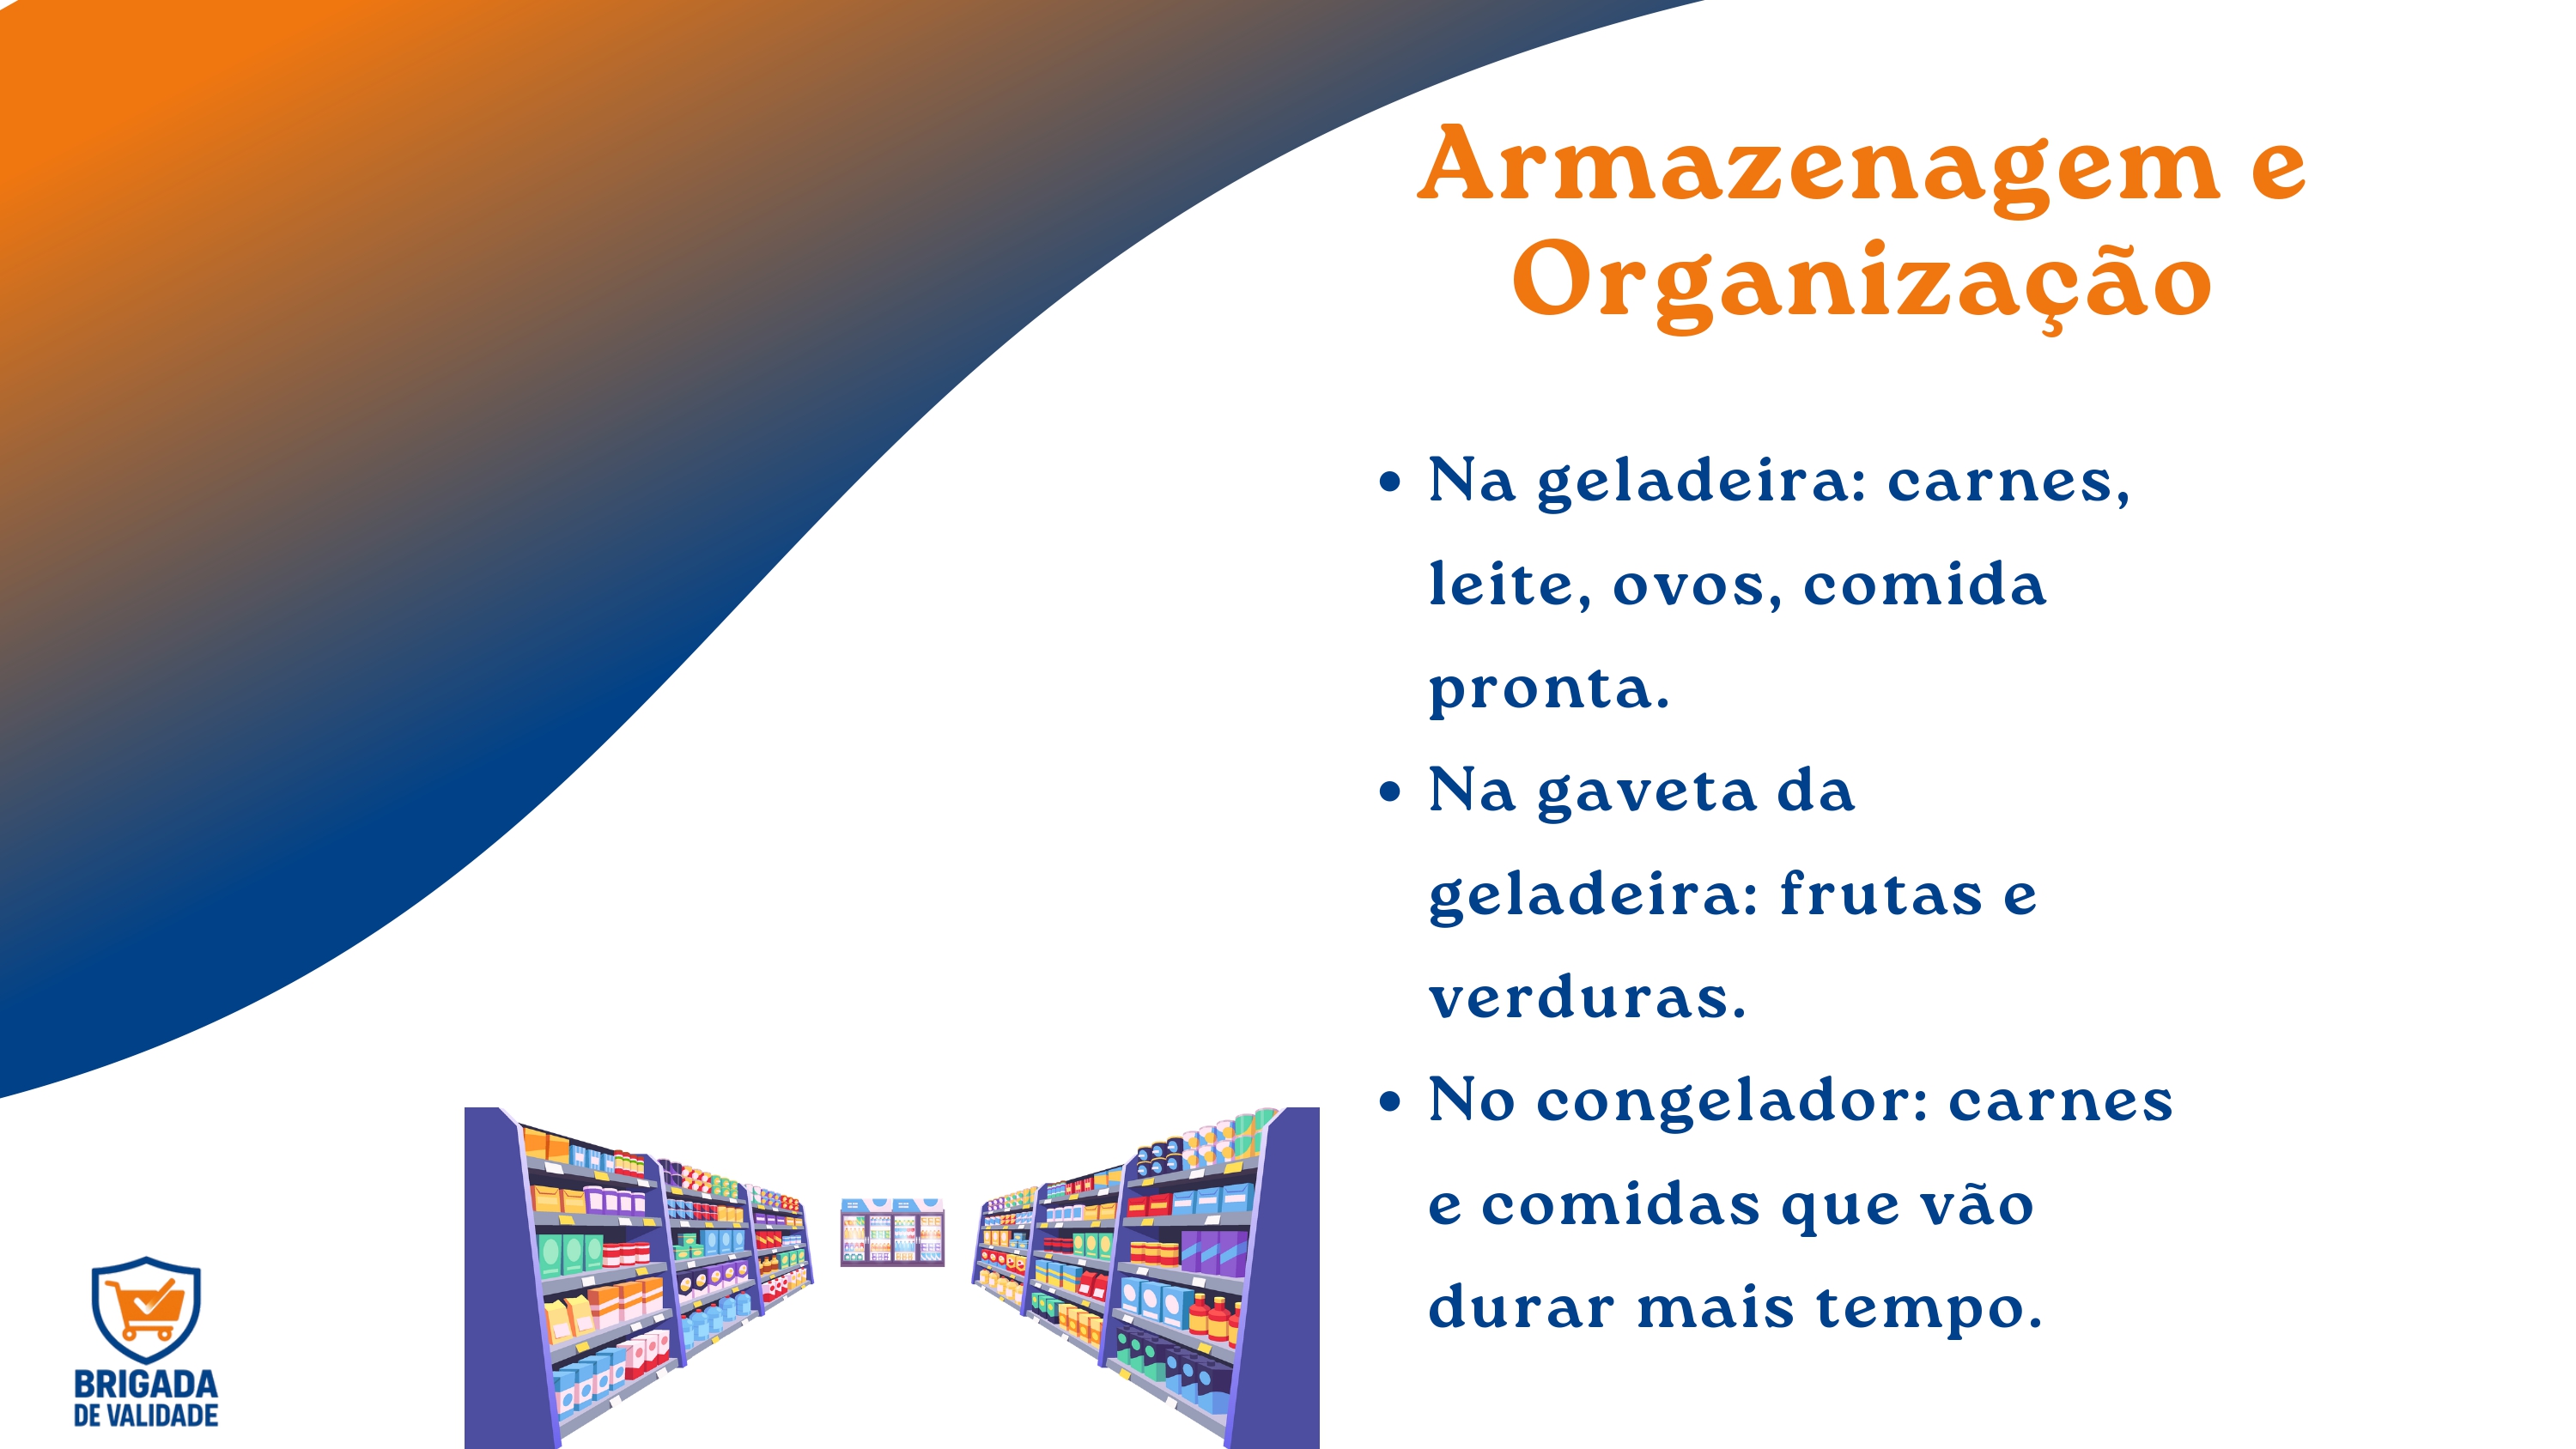 Armazenagem e
Organização
• Na geladeira: carnes,
leite, ovos, comida
pronta.
• Na gaveta da
geladeira: frutas e
verduras.
• No congelador: carnes
e comidas que vão
durar mais tempo.
BRIGADA
DE VALIDADE